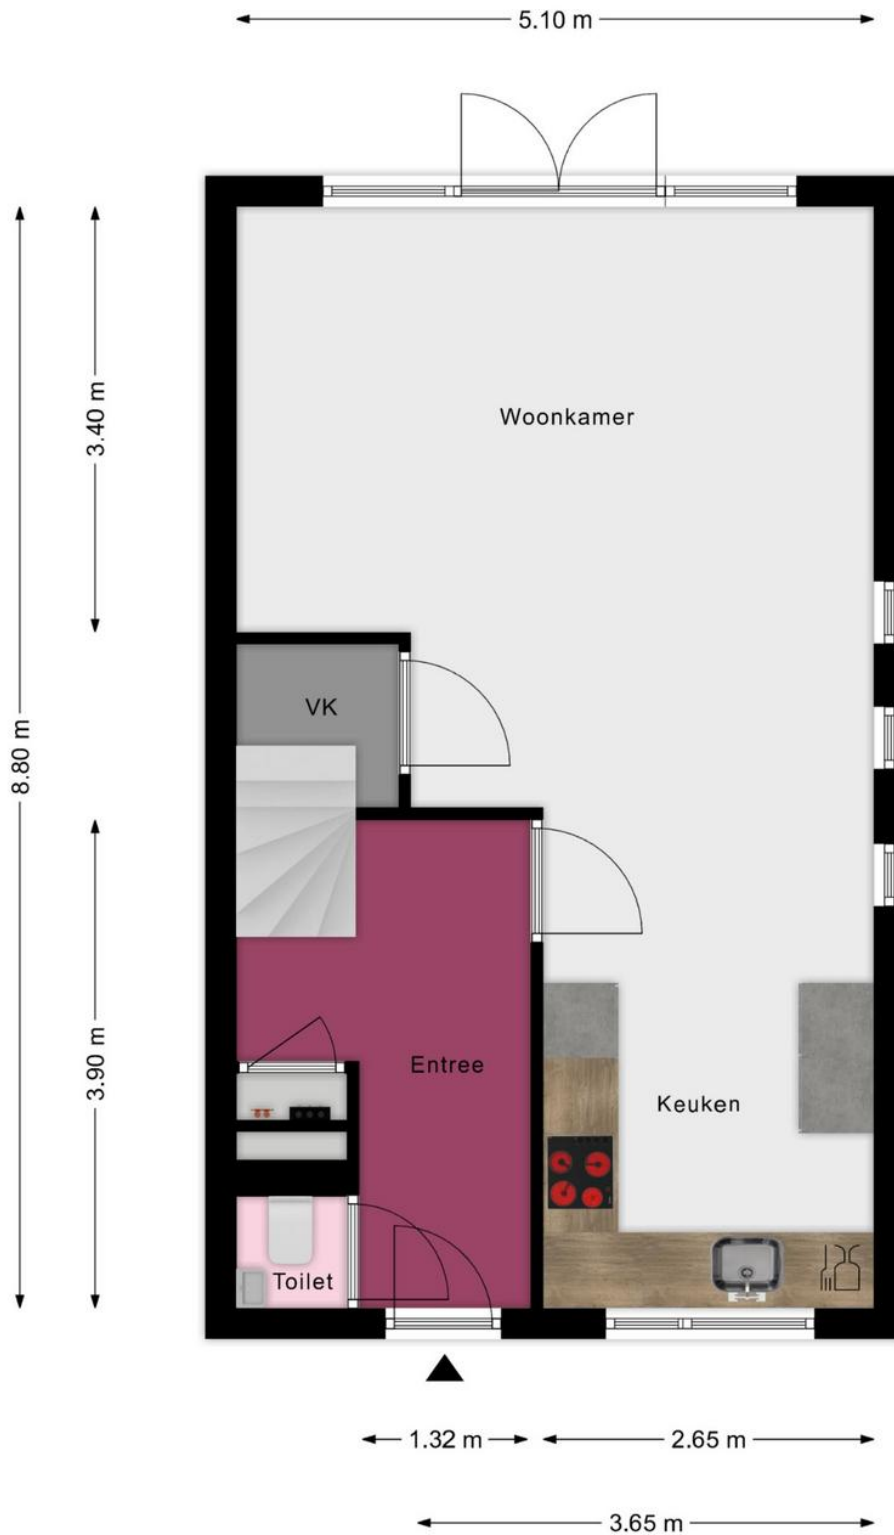 5.10 m
Woonkamer
3.40 m
8.80 m
VK
3.90 m
Entree
Keuken
Toilet
1.32 m
2.65 m
3.65 m